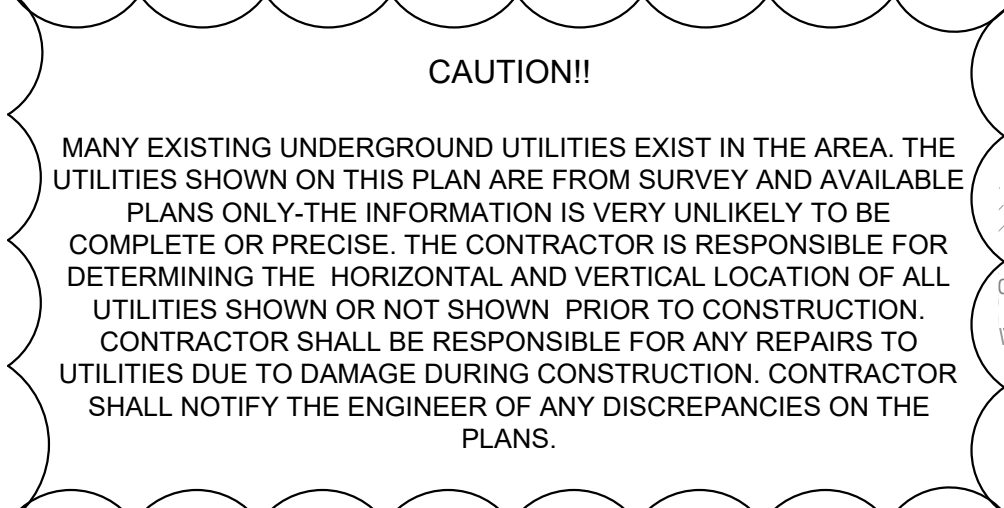 CAUTION!!
MANY EXISTING UNDERGROUND UTILITIES EXIST IN THE AREA. THE
UTILITIES SHOWN ON THIS PLAN ARE FROM SURVEY AND AVAILABLE
PLANS ONLY-THE INFORMATION IS VERY UNLIKELY TO BE
COMPLETE OR PRECISE. THE CONTRACTOR IS RESPONSIBLE FOR
DETERMINING THE  HORIZONTAL AND VERTICAL LOCATION OF ALL
UTILITIES SHOWN OR NOT SHOWN  PRIOR TO CONSTRUCTION.
CONTRACTOR SHALL BE RESPONSIBLE FOR ANY REPAIRS TO
UTILITIES DUE TO DAMAGE DURING CONSTRUCTION. CONTRACTOR
SHALL NOTIFY THE ENGINEER OF ANY DISCREPANCIES ON THE
PLANS.